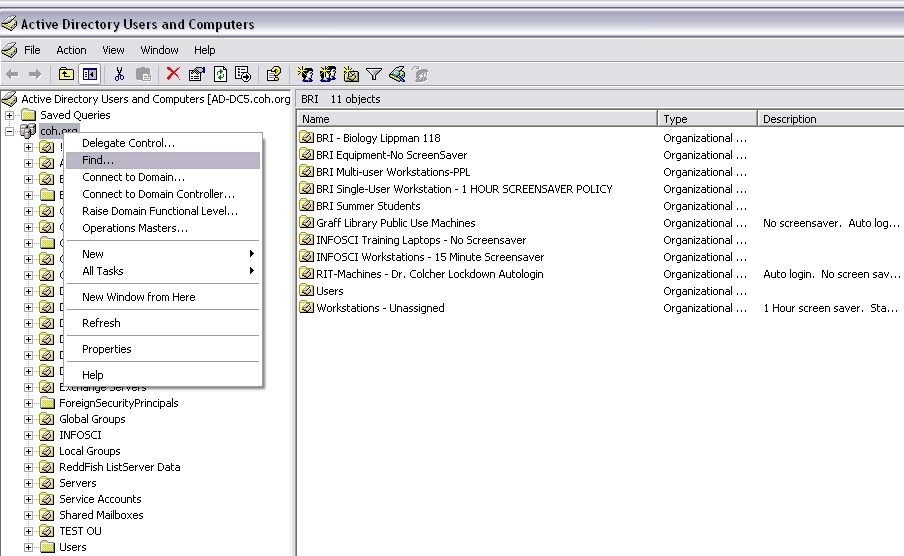 Active Directory Users and Computers
File Action View Window Help
Active Directory Users and Computers [AD-DC5.coh.org
Saved Queries
coh.org
Delegate Control...
Find...
Connect to Domain...
Connect to Domain Controller...
Raise Domain Functional Level...
Operations Masters...
New
All Tasks
New Window from Here
Refresh
Properties
Help
Exchange Servers
ForeignSecurityPrincipals
Global Groups
INFOSCI
Local Groups
ReddFish ListServer Data
Servers
Service Accounts
Shared Mailboxes
TEST OU
Users
BRI 11 objects
Name Type Description
BRI - Biology Lippman 118 Organizational ...
BRI Equipment-No ScreenSaver Organizational ...
BRI Multi-user Workstations-PPL Organizational ...
BRI Single-User Workstation - 1 HOUR SCREENSAVER POLICY Organizational ...
BRI Summer Students Organizational ...
Graff Library Public Use Machines Organizational ... No screensaver. Auto log...
INFOSCI Training Laptops - No Screensaver Organizational ...
INFOSCI Workstations - 15 Minute Screensaver Organizational ...
RIT-Machines - Dr. Colcher Lockdown Autologin Organizational ... Auto login. No screen sav...
Users Organizational ...
Workstations - Unassigned Organizational ... 1 Hour screen saver. Sta...